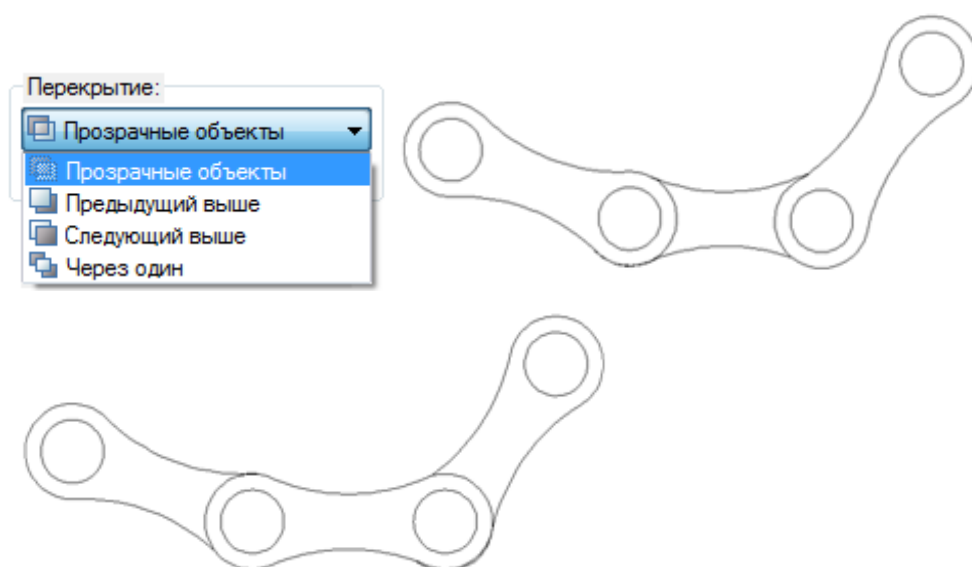 Перекрытие:
Прозрачные объекты
Прозрачные объекты
Предыдущий выше
Следующий выше
Через один